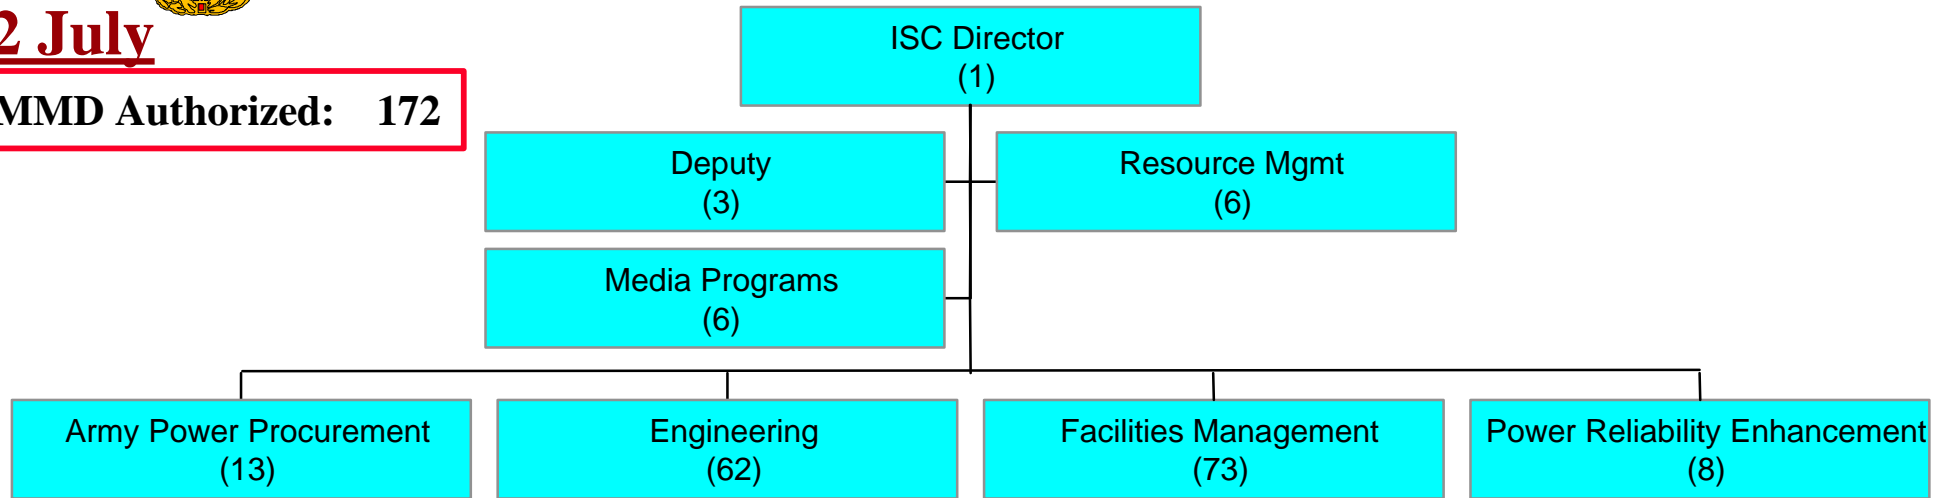 2 July
MMD Authorized: 172
ISC Director
(1)
Deputy
(3)
Resource Mgmt
(6)
Media Programs
(6)
Army Power Procurement
(13)
Engineering
(62)
Facilities Management
(73)
Power Reliability Enhancement
(8)